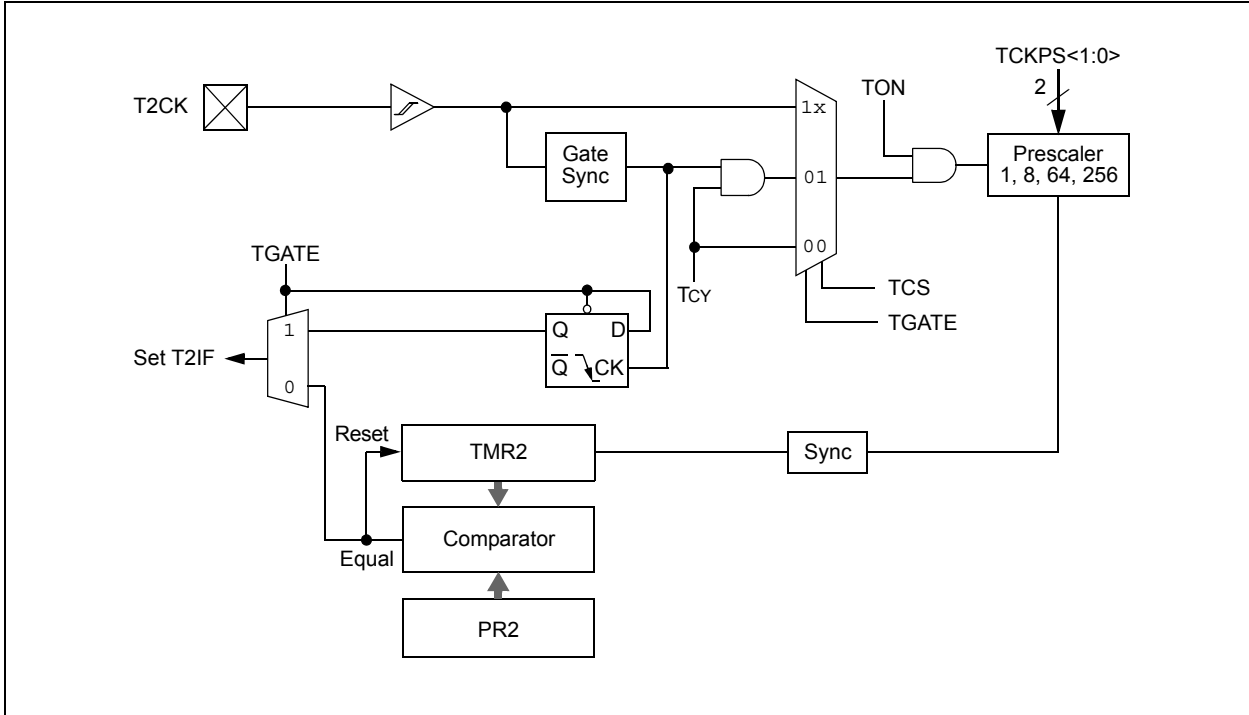 TCKPS<1:0>
2
T2CK
TON
1x
Gate
Sync
Prescaler
1, 8, 64, 256
01
00
TGATE
TCY
TCS
TGATE
1
Q D
Set T2IF
Q̅ CK
0
Reset
TMR2
Sync
Comparator
Equal
PR2